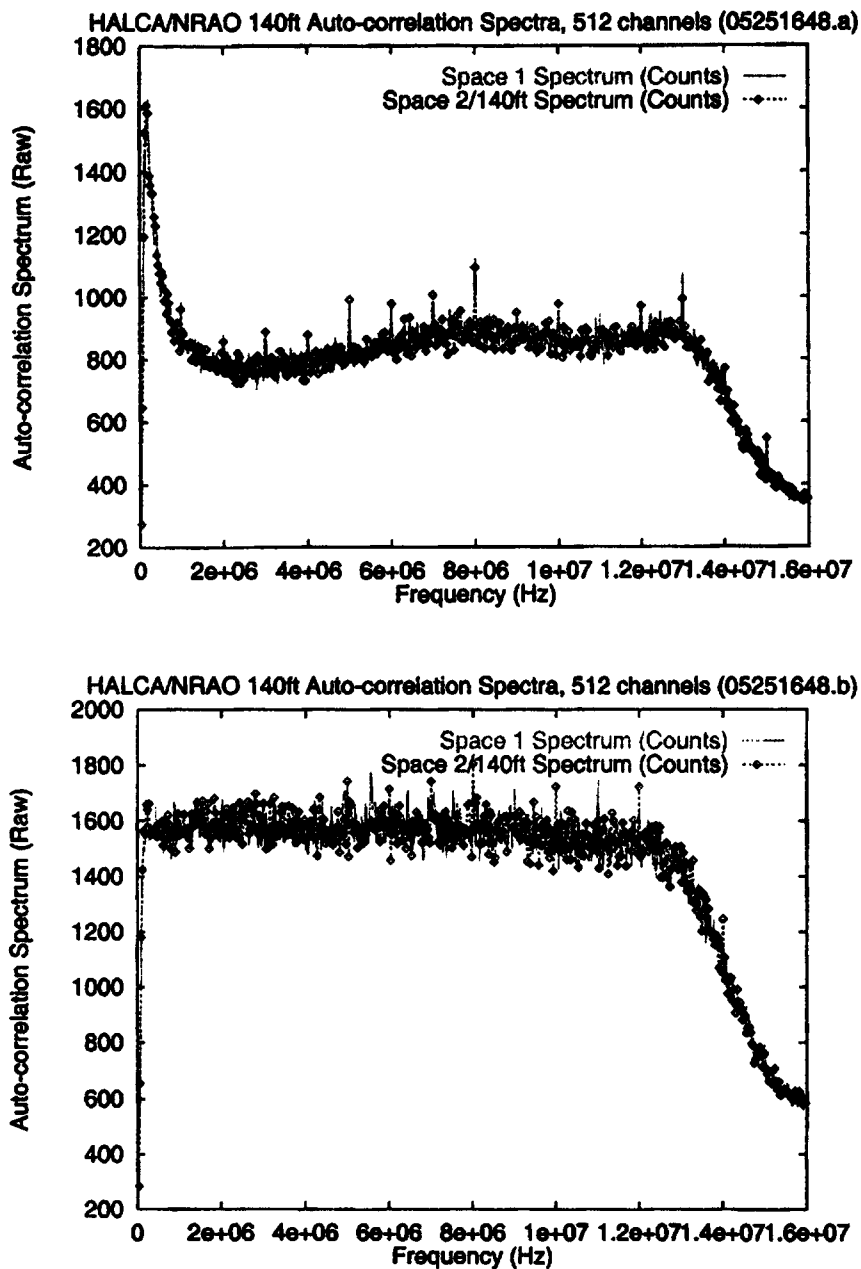 HALCA/NRAO 140ft Auto-correlation Spectra, 512 channels (05251648.a)
1800
1600
1400
1200
1000
800
600
400
200
Auto-correlation Spectrum (Raw)
Space 1 Spectrum (Counts)
Space 2/140ft Spectrum (Counts)
0 2e+06 4e+06 6e+06 8e+06 1e+07 1.2e+07 1.4e+07 1.6e+07
Frequency (Hz)
HALCA/NRAO 140ft Auto-correlation Spectra, 512 channels (05251648.b)
2000
1800
1600
1400
1200
1000
800
600
400
200
Auto-correlation Spectrum (Raw)
Space 1 Spectrum (Counts)
Space 2/140ft Spectrum (Counts)
0 2e+06 4e+06 6e+06 8e+06 1e+07 1.2e+07 1.4e+07 1.6e+07
Frequency (Hz)